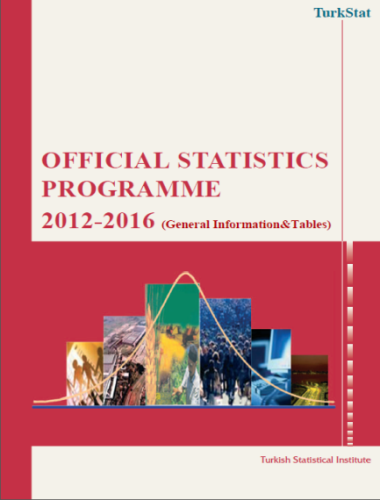 TurkStat
OFFICIAL STATISTICS
PROGRAMME
2012-2016 (General Information&Tables)
Turkish Statistical Institute